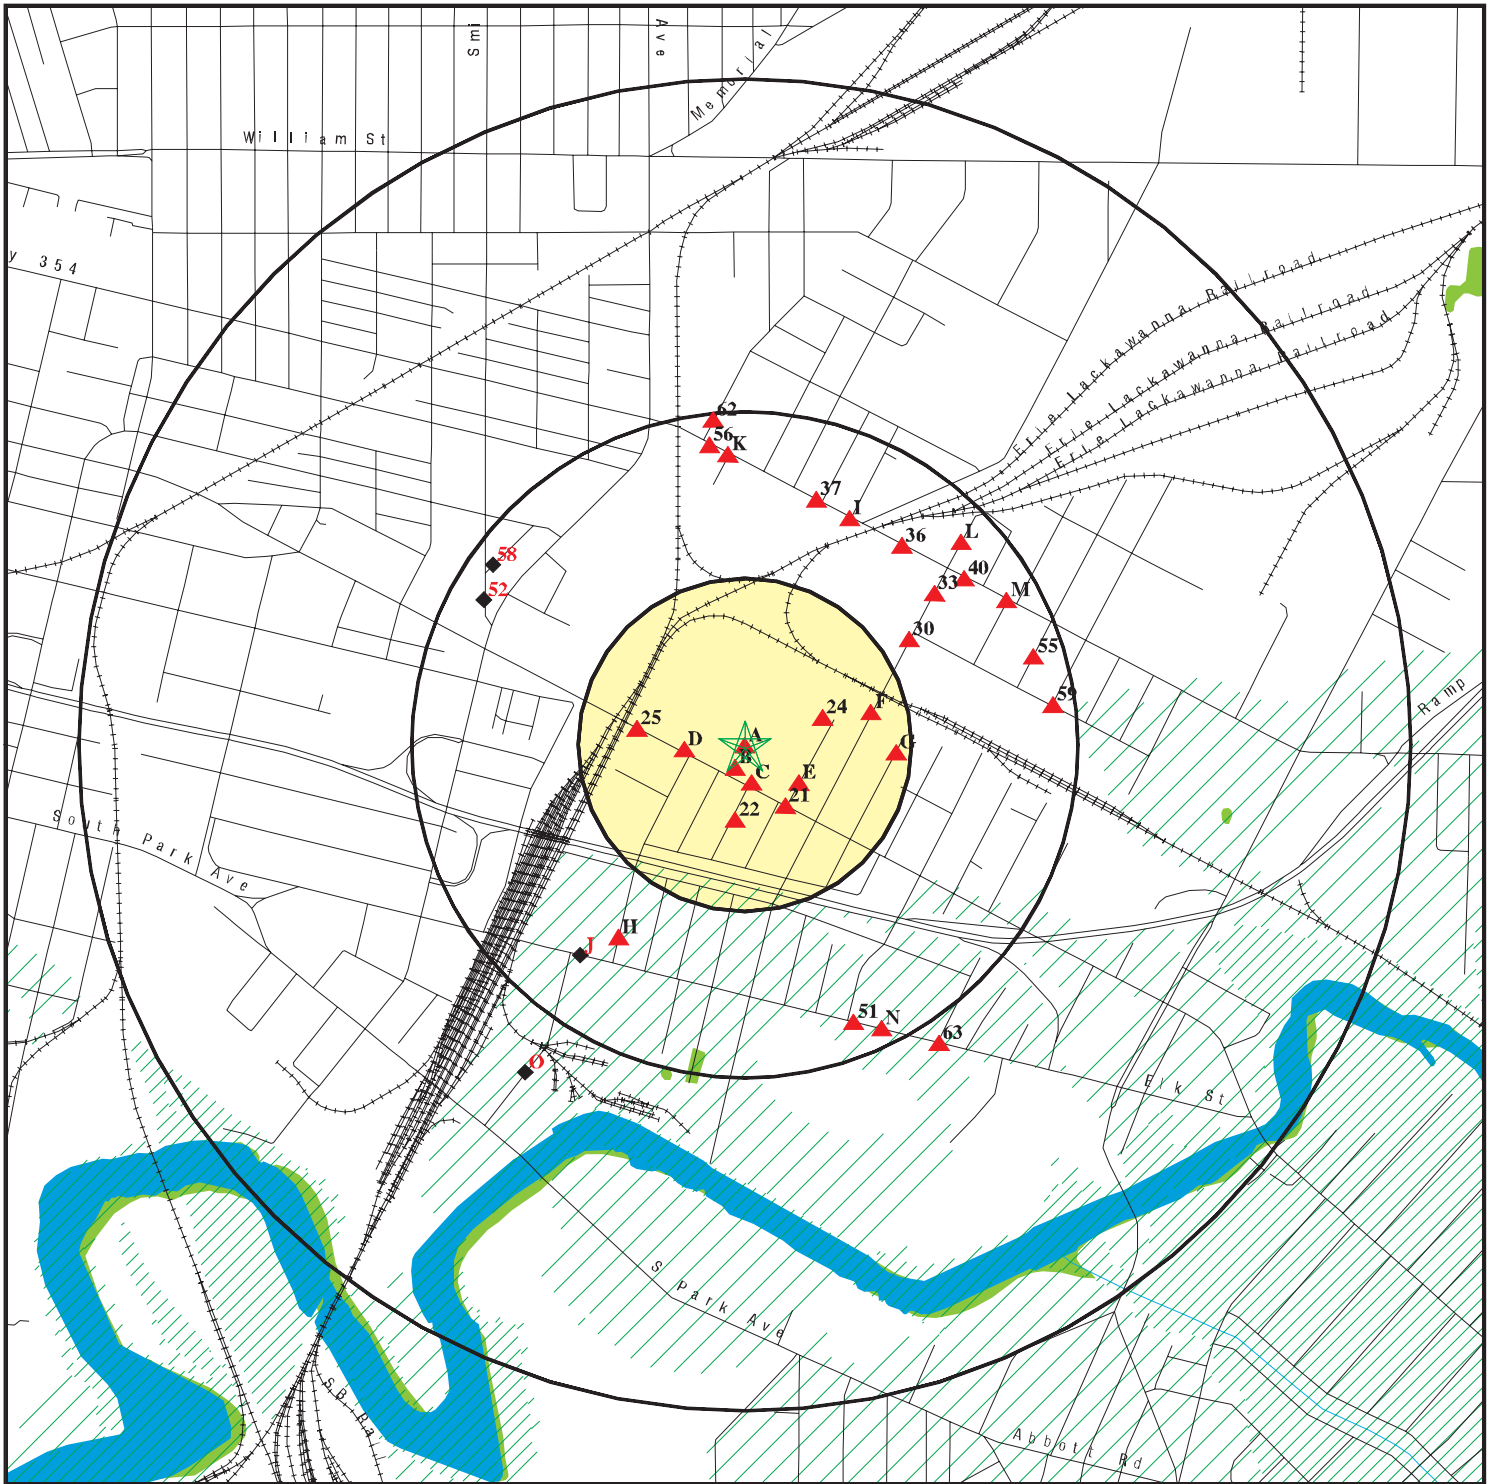 Smi
Ave
Memorial
William St
y 354
Erie Lackawanna Railroad
Erie Lackawanna Railroad
Erie Lackawanna Railroad
62
56
K
37
I
36
L
58
40
52
33
M
30
55
59
Ramp
25
24
F
D
A
G
B
C
E
21
22
South Park Ave
H
J
51
N
63
O
Elk St
S Park Ave
SB Ra
Abbott Rd